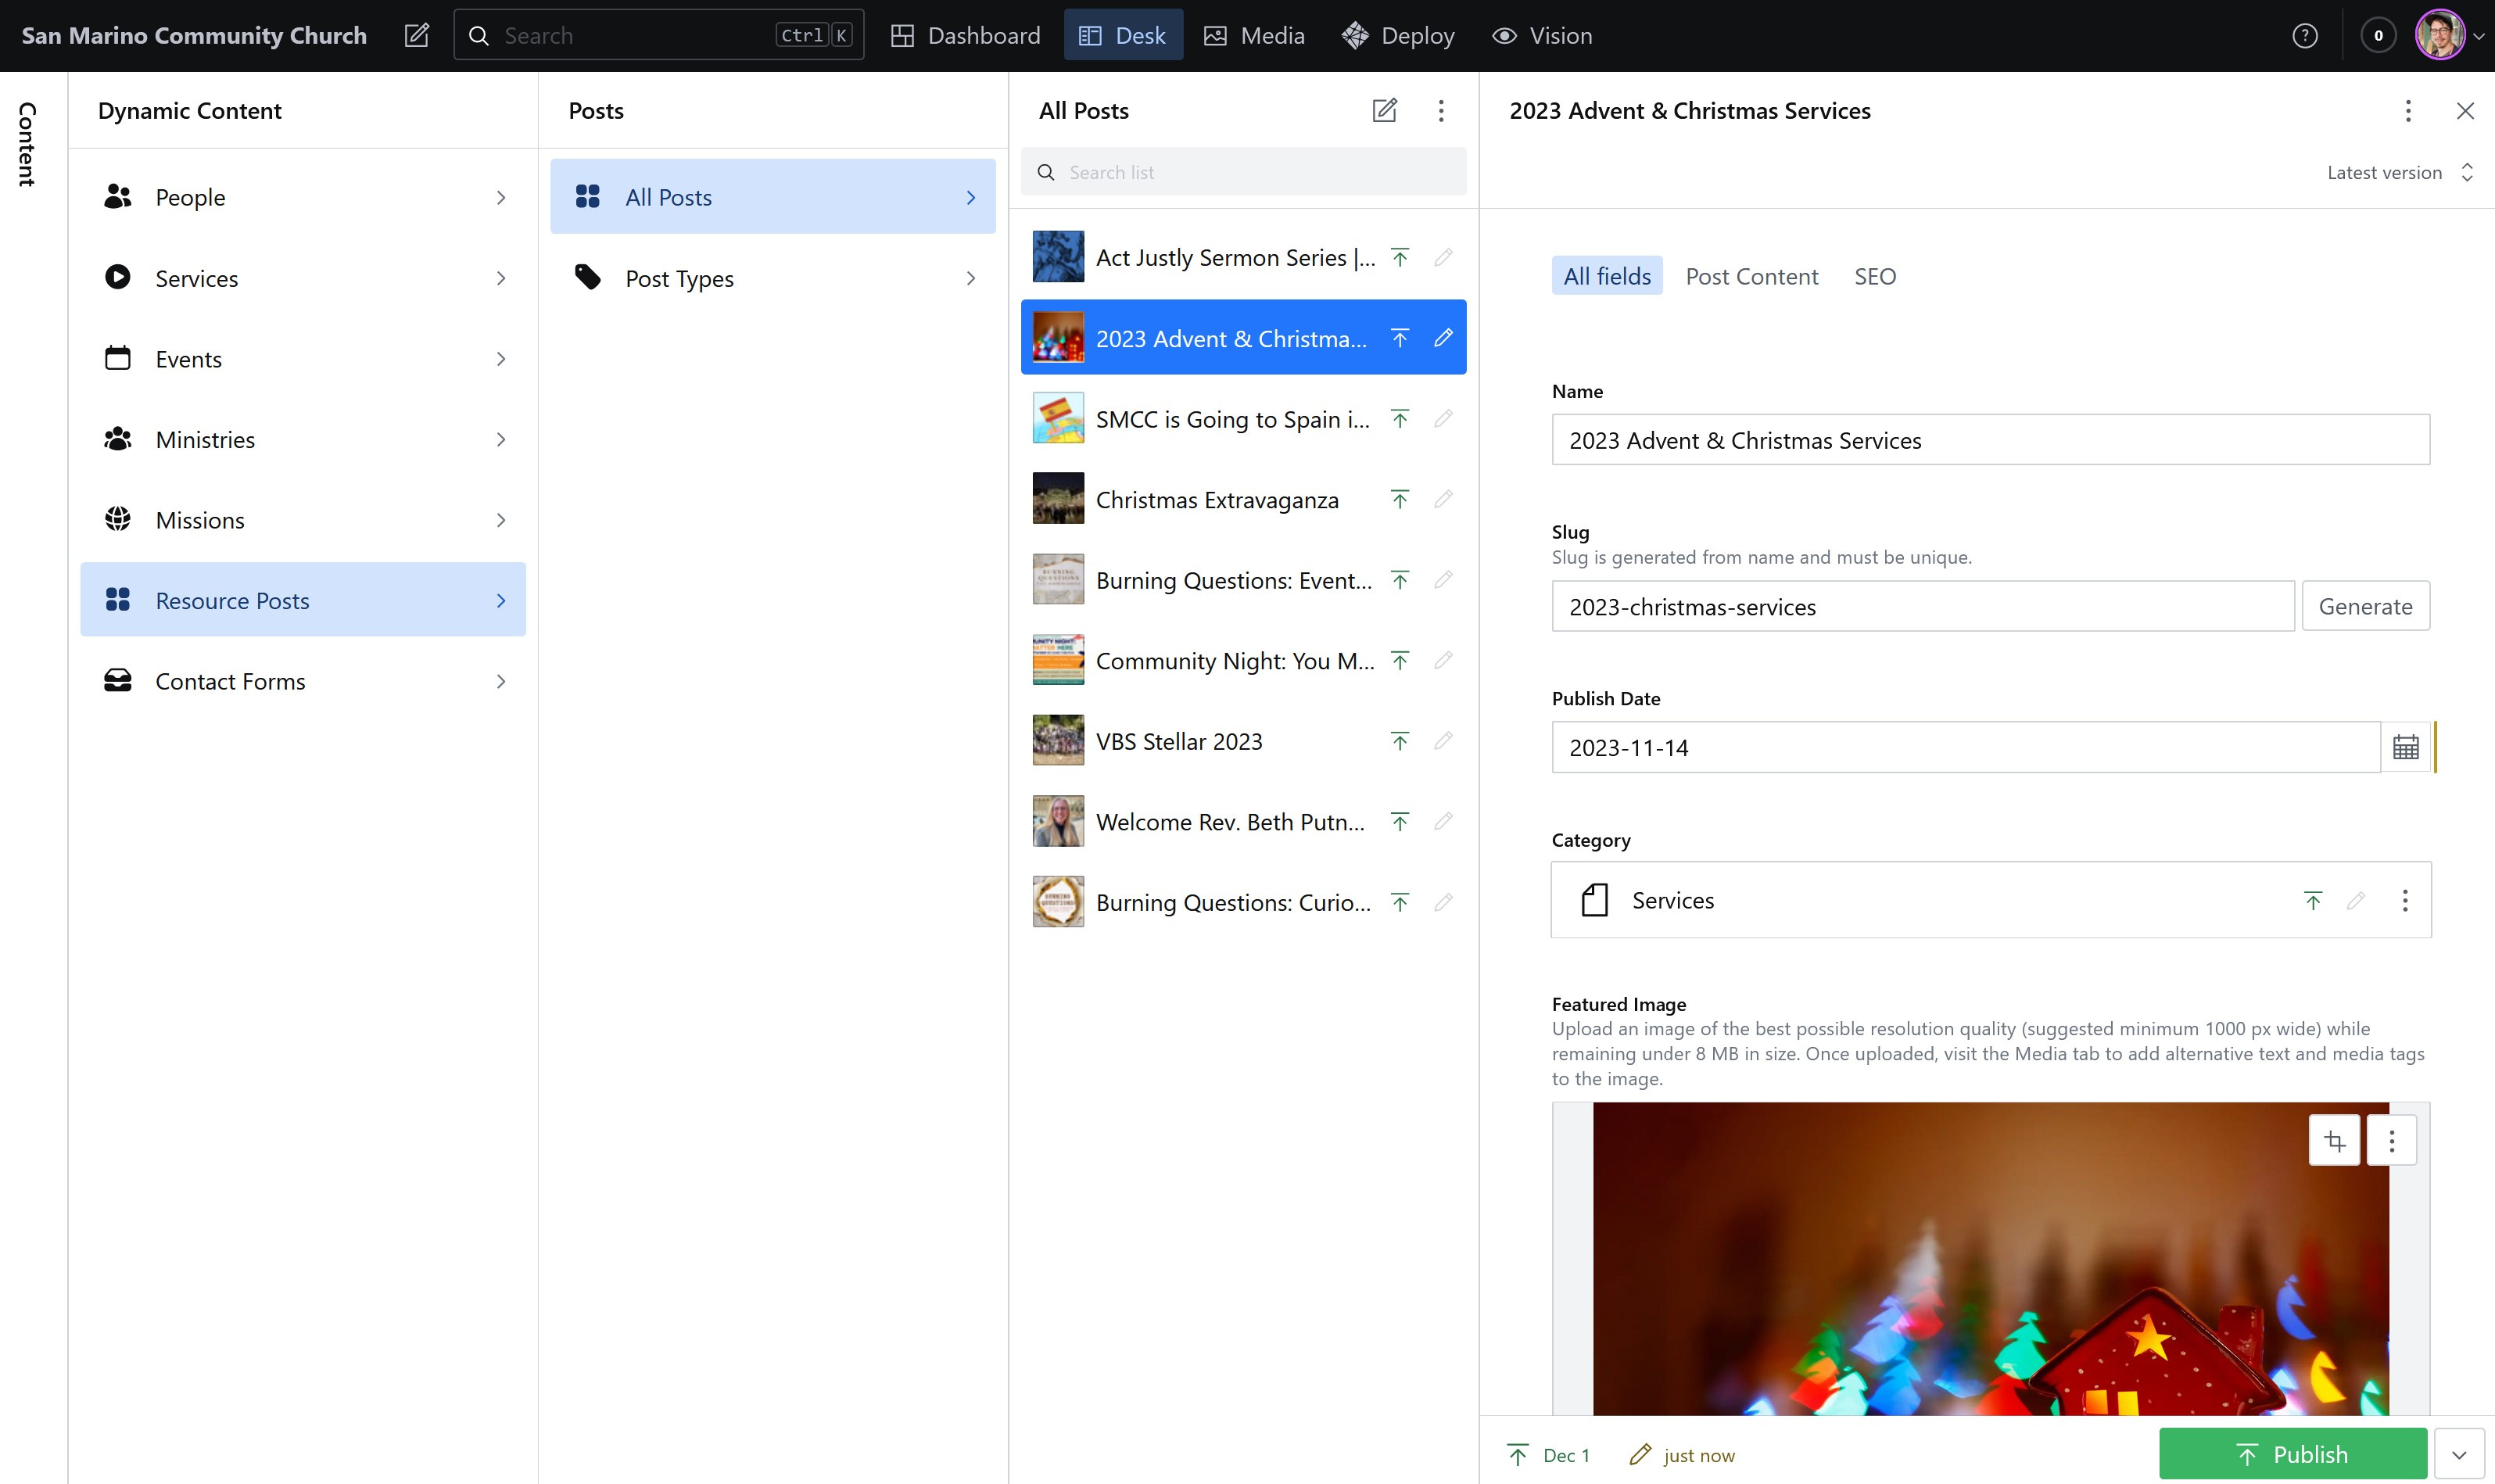 San Marino Community Church
Search
Ctrl K
Dashboard
Desk
Media
Deploy
Vision
?
0
Content
Dynamic Content
People
Services
Events
Ministries
Missions
Resource Posts
Contact Forms
Posts
All Posts
Post Types
All Posts
Search list
Act Justly Sermon Series |...
2023 Advent & Christma...
SMCC is Going to Spain i...
Christmas Extravaganza
Burning Questions: Event...
Community Night: You M...
VBS Stellar 2023
Welcome Rev. Beth Putn...
Burning Questions: Curio...
2023 Advent & Christmas Services
Latest version
All fields
Post Content
SEO
Name
2023 Advent & Christmas Services
Slug
Slug is generated from name and must be unique.
2023-christmas-services
Generate
Publish Date
2023-11-14
Category
Services
Featured Image
Upload an image of the best possible resolution quality (suggested minimum 1000 px wide) while
remaining under 8 MB in size. Once uploaded, visit the Media tab to add alternative text and media tags
to the image.
Dec 1
just now
Publish